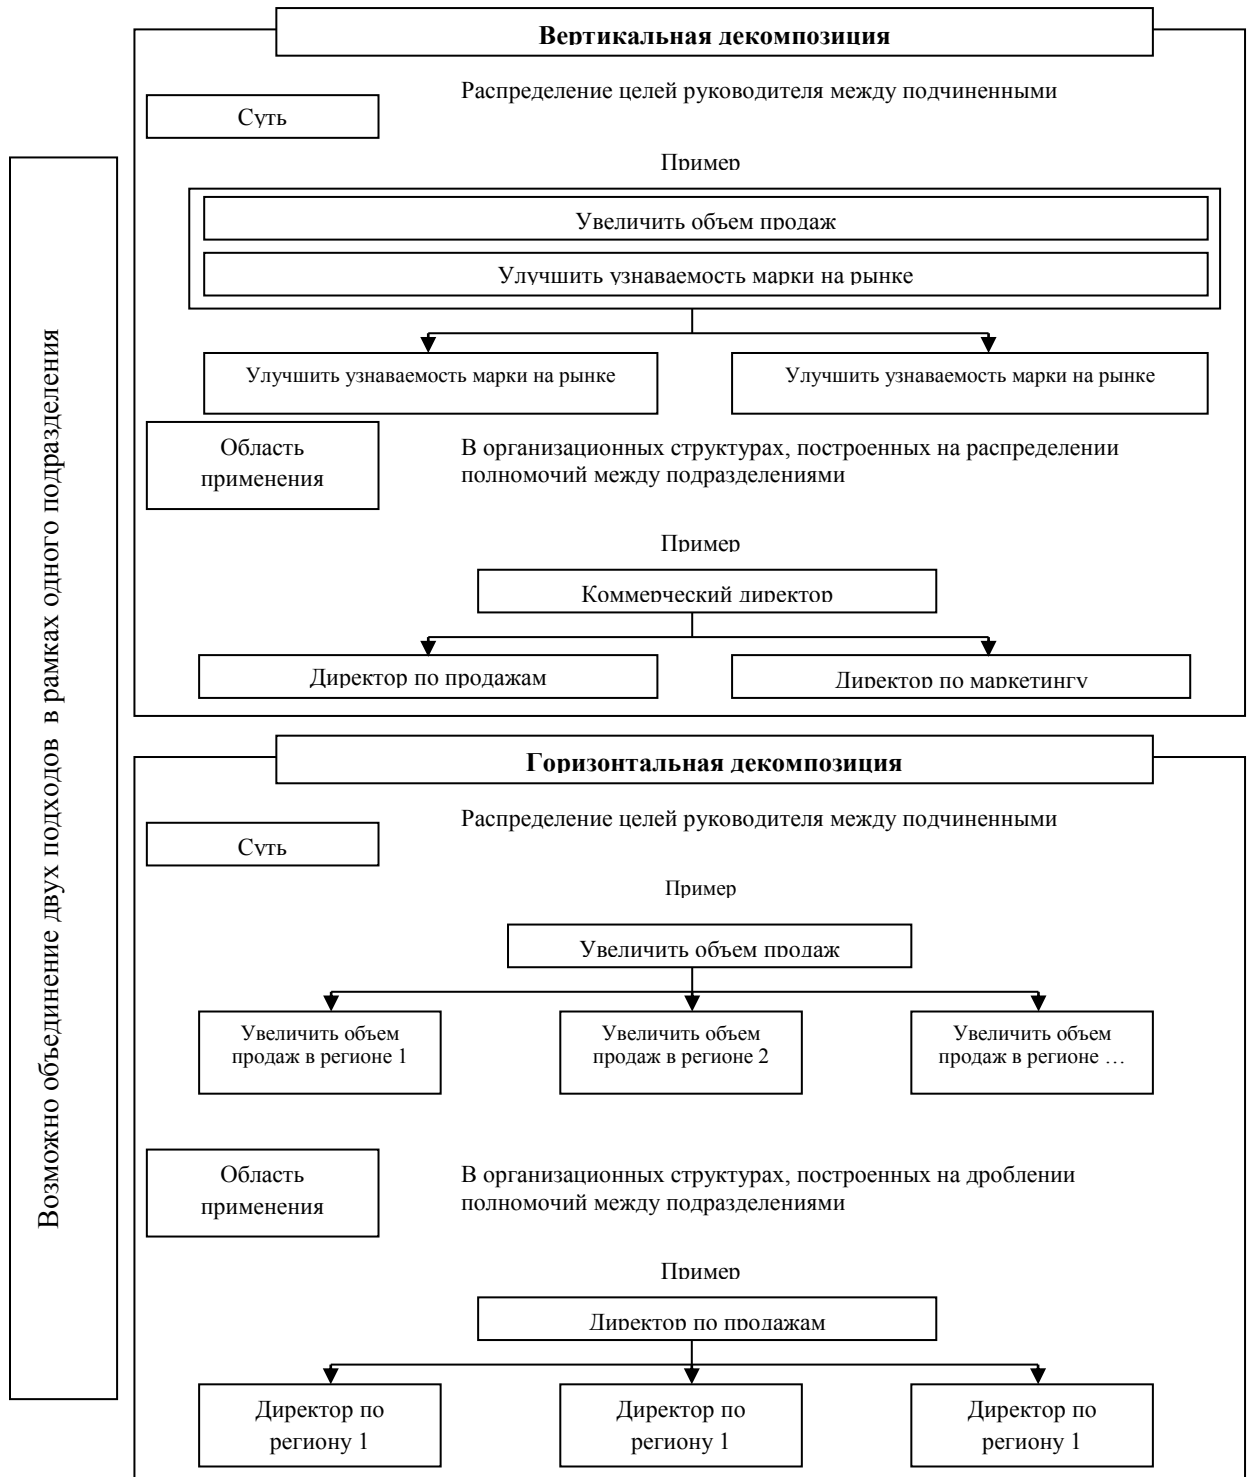 Вертикальная декомпозиция
Распределение целей руководителя между подчиненными
Суть
Пример
Увеличить объем продаж
Улучшить узнаваемость марки на рынке
Улучшить узнаваемость марки на рынке
Улучшить узнаваемость марки на рынке
Область
применения
В организационных структурах, построенных на распределении
полномочий между подразделениями
Пример
Коммерческий директор
Директор по продажам
Директор по маркетингу
Возможно объединение двух подходов в рамках одного подразделения
Горизонтальная декомпозиция
Распределение целей руководителя между подчиненными
Суть
Пример
Увеличить объем продаж
Увеличить объем
продаж в регионе 1
Увеличить объем
продаж в регионе 2
Увеличить объем
продаж в регионе …
Область
применения
В организационных структурах, построенных на дроблении
полномочий между подразделениями
Пример
Директор по продажам
Директор по
региону 1
Директор по
региону 1
Директор по
региону 1